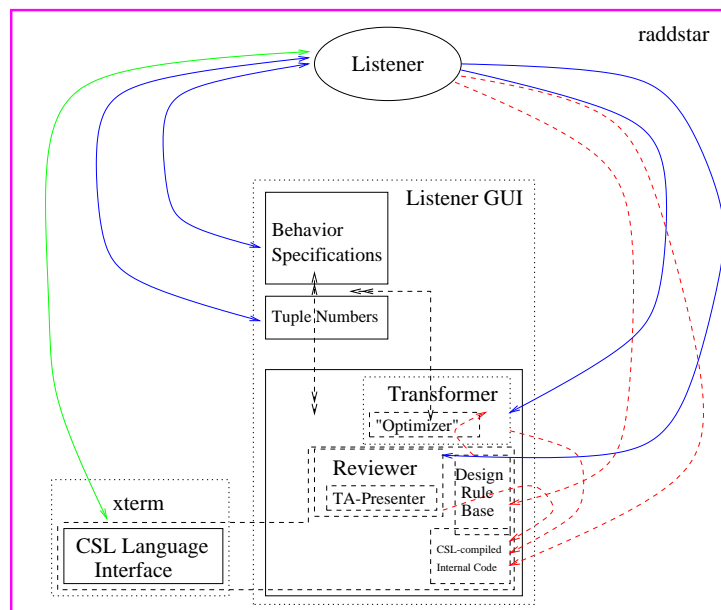 raddstar
Listener
Listener GUI
Behavior
Specifications
Tuple Numbers
Transformer
"Optimizer"
Reviewer
TA-Presenter
Design
Rule
Base
xterm
CSL Language
Interface
CSL-compiled
Internal Code